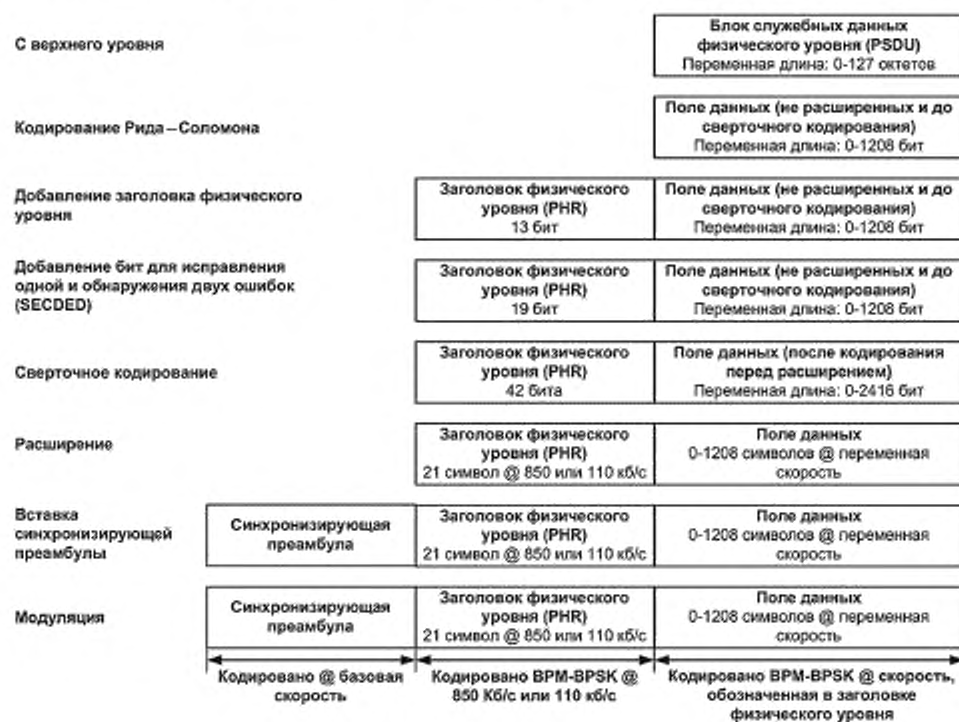 С верхнего уровня
Блок служебных данных
физического уровня (PSDU)
Переменная длина: 0-127 октетов
Кодирование Рида–Соломона
Поле данных (не расширенных и до
сверточного кодирования)
Переменная длина: 0-1208 бит
Добавление заголовка физического
уровня
Заголовок физического
уровня (PHR)
13 бит
Поле данных (не расширенных и до
сверточного кодирования)
Переменная длина: 0-1208 бит
Добавление бит для исправления
одной и обнаружения двух ошибок
(SECDED)
Заголовок физического
уровня (PHR)
19 бит
Поле данных (не расширенных и до
сверточного кодирования)
Переменная длина: 0-1208 бит
Сверточное кодирование
Заголовок физического
уровня (PHR)
42 бита
Поле данных (после кодирования
перед расширением)
Переменная длина: 0-2416 бит
Расширение
Заголовок физического
уровня (PHR)
21 символ @ 850 или 110 кб/с
Поле данных
0-1208 символов @ переменная
скорость
Вставка
синхронизирующей
преамбулы
Синхронизирующая
преамбула
Заголовок физического
уровня (PHR)
21 символ @ 850 или 110 кб/с
Поле данных
0-1208 символов @ переменная
скорость
Модуляция
Синхронизирующая
преамбула
Заголовок физического
уровня (PHR)
21 символ @ 850 или 110 кб/с
Поле данных
0-1208 символов @ переменная
скорость
Кодировано @ базовая
скорость
Кодировано BPM-BPSK @
850 Кб/с или 110 кб/с
Кодировано BPM-BPSK @ скорость,
обозначенная в заголовке
физического уровня